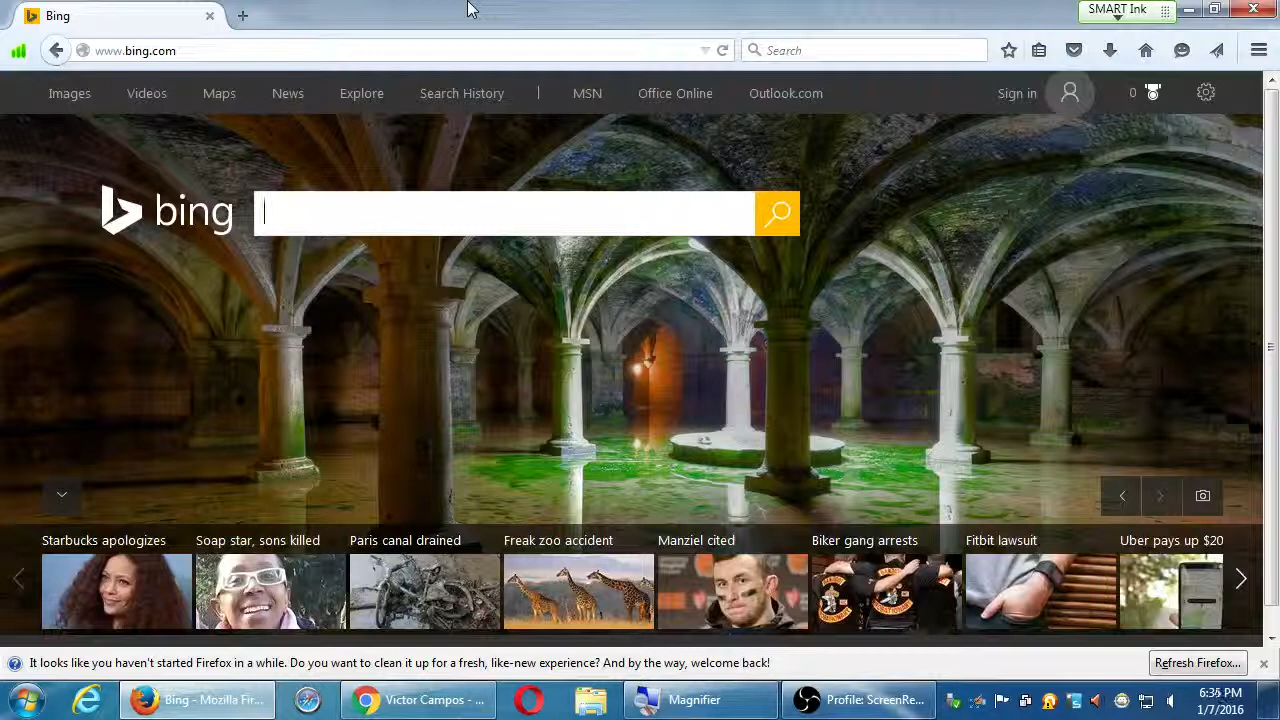 Bing
SMART Ink
www.bing.com
Search
Images Videos Maps News Explore Search History | MSN Office Online Outlook.com Sign in 0
bing
Starbucks apologizes Soap star, sons killed Paris canal drained Freak zoo accident Manziel cited Biker gang arrests Fitbit lawsuit Uber pays up $20
It looks like you haven't started Firefox in a while. Do you want to clean it up for a fresh, like-new experience? And by the way, welcome back!
Refresh Firefox...
Bing - Mozilla Fir... Victor Campos - ... Magnifier Profile: ScreenRe...
6:36 PM
1/7/2016